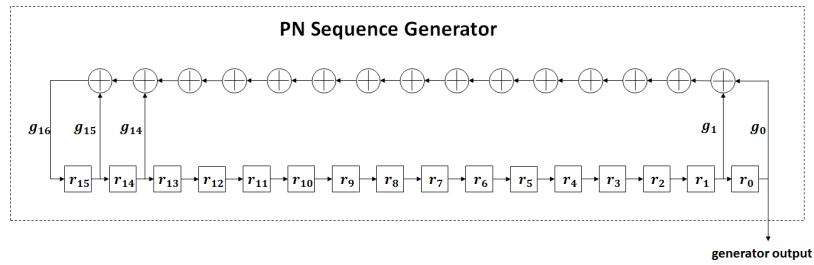 PN Sequence Generator
g₁₆ g₁₅ g₁₄ g₁ g₀
r₁₅ r₁₄ r₁₃ r₁₂ r₁₁ r₁₀ r₉ r₈ r₇ r₆ r₅ r₄ r₃ r₂ r₁ r₀
generator output